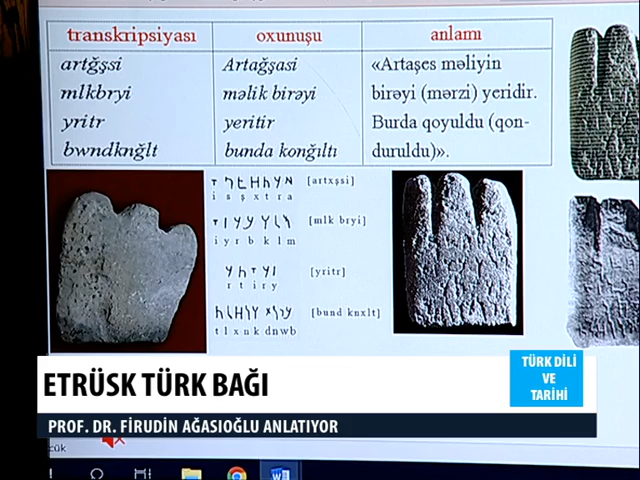 transkripsiyası oxunuşu anlamı
artğşsi Artağşasi «Artaşes məliyin
mlkbryi məlik birəyi birəyi (mərzi) yeridir.
yritr yeritir Burda qoyuldu (qon-
bwndknğlt bunda konğıltı duruldu)».
[artxşsi]
i s ş x t r a
[mlk bryi]
i y r b k l m
[yritr]
r t i r y
[bund knxlt]
t l x n k d n w b
ETRÜSK TÜRK BAĞI
TÜRK DİLİ
VE
TARİHİ
PROF. DR. FİRUDİN AĞASIOĞLU ANLATIYOR
cük